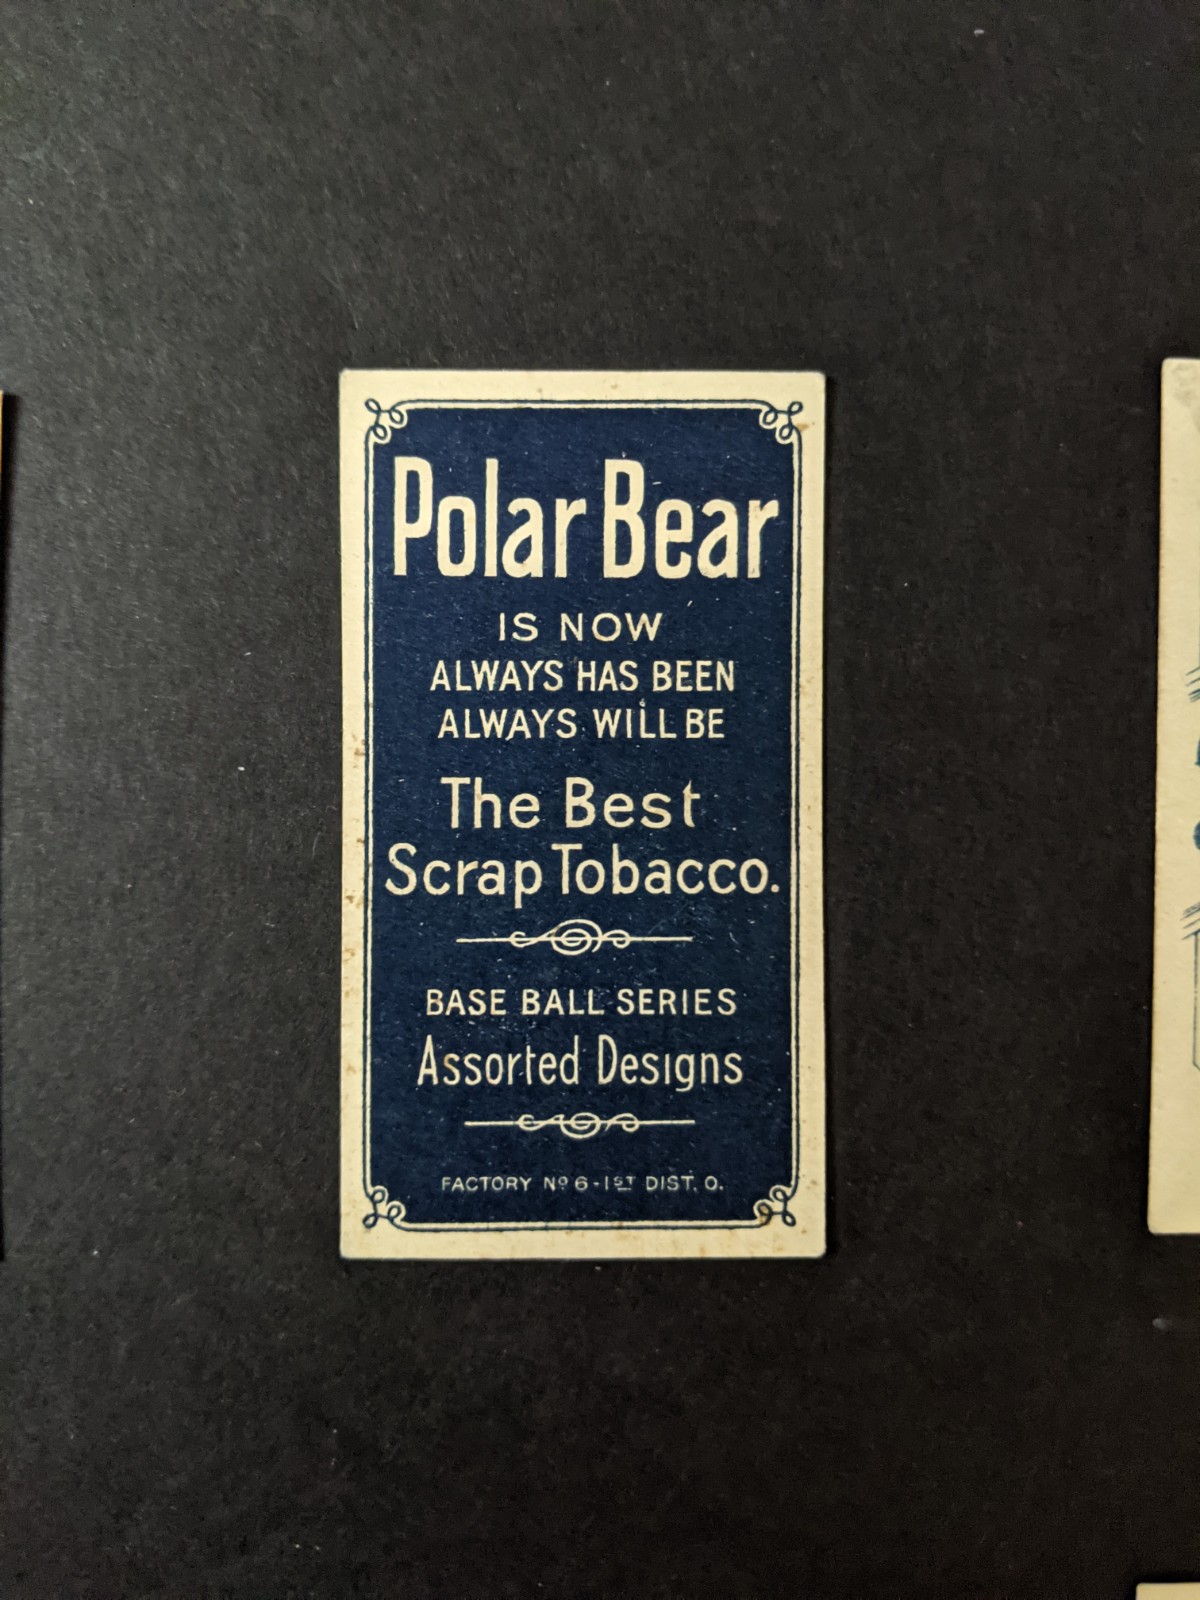 Polar Bear
IS NOW
ALWAYS HAS BEEN
ALWAYS WILL BE
The Best
Scrap Tobacco.
BASE BALL SERIES
Assorted Designs
FACTORY Nº 6 - 1ST DIST. O.